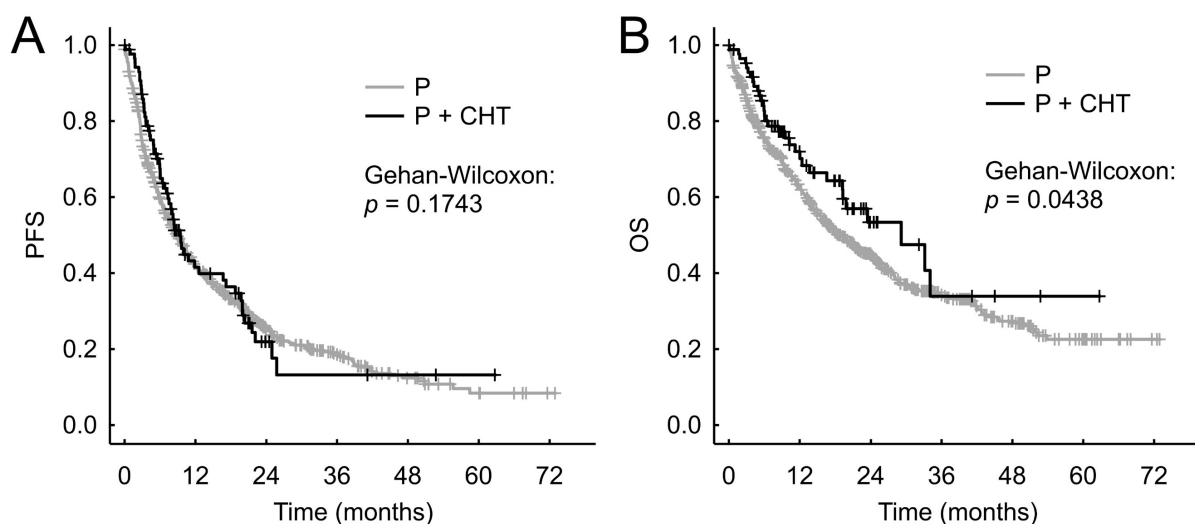 A
PFS
1.0
0.8
0.6
0.4
0.2
0.0
P
P + CHT
Gehan-Wilcoxon:
p = 0.1743
0 12 24 36 48 60 72
Time (months)
B
OS
1.0
0.8
0.6
0.4
0.2
0.0
P
P + CHT
Gehan-Wilcoxon:
p = 0.0438
0 12 24 36 48 60 72
Time (months)